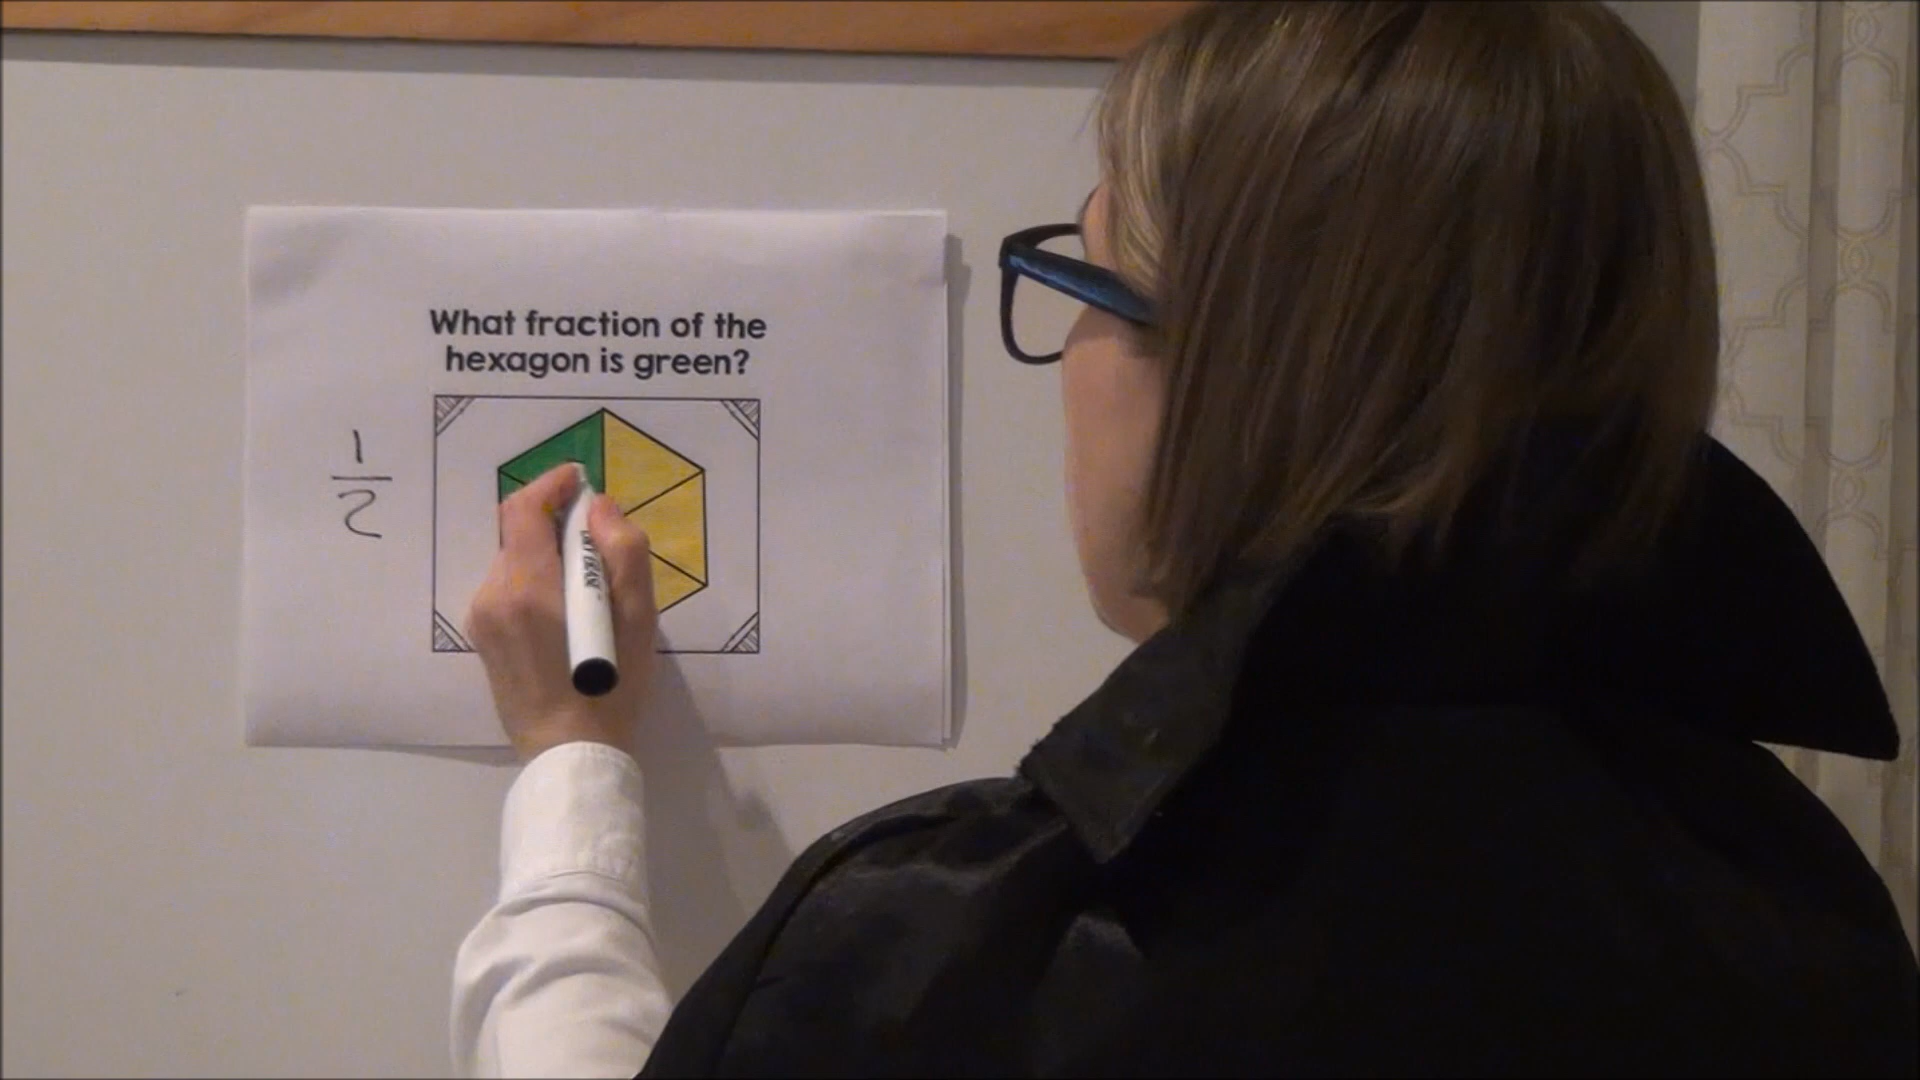 What fraction of the
hexagon is green?
1
2